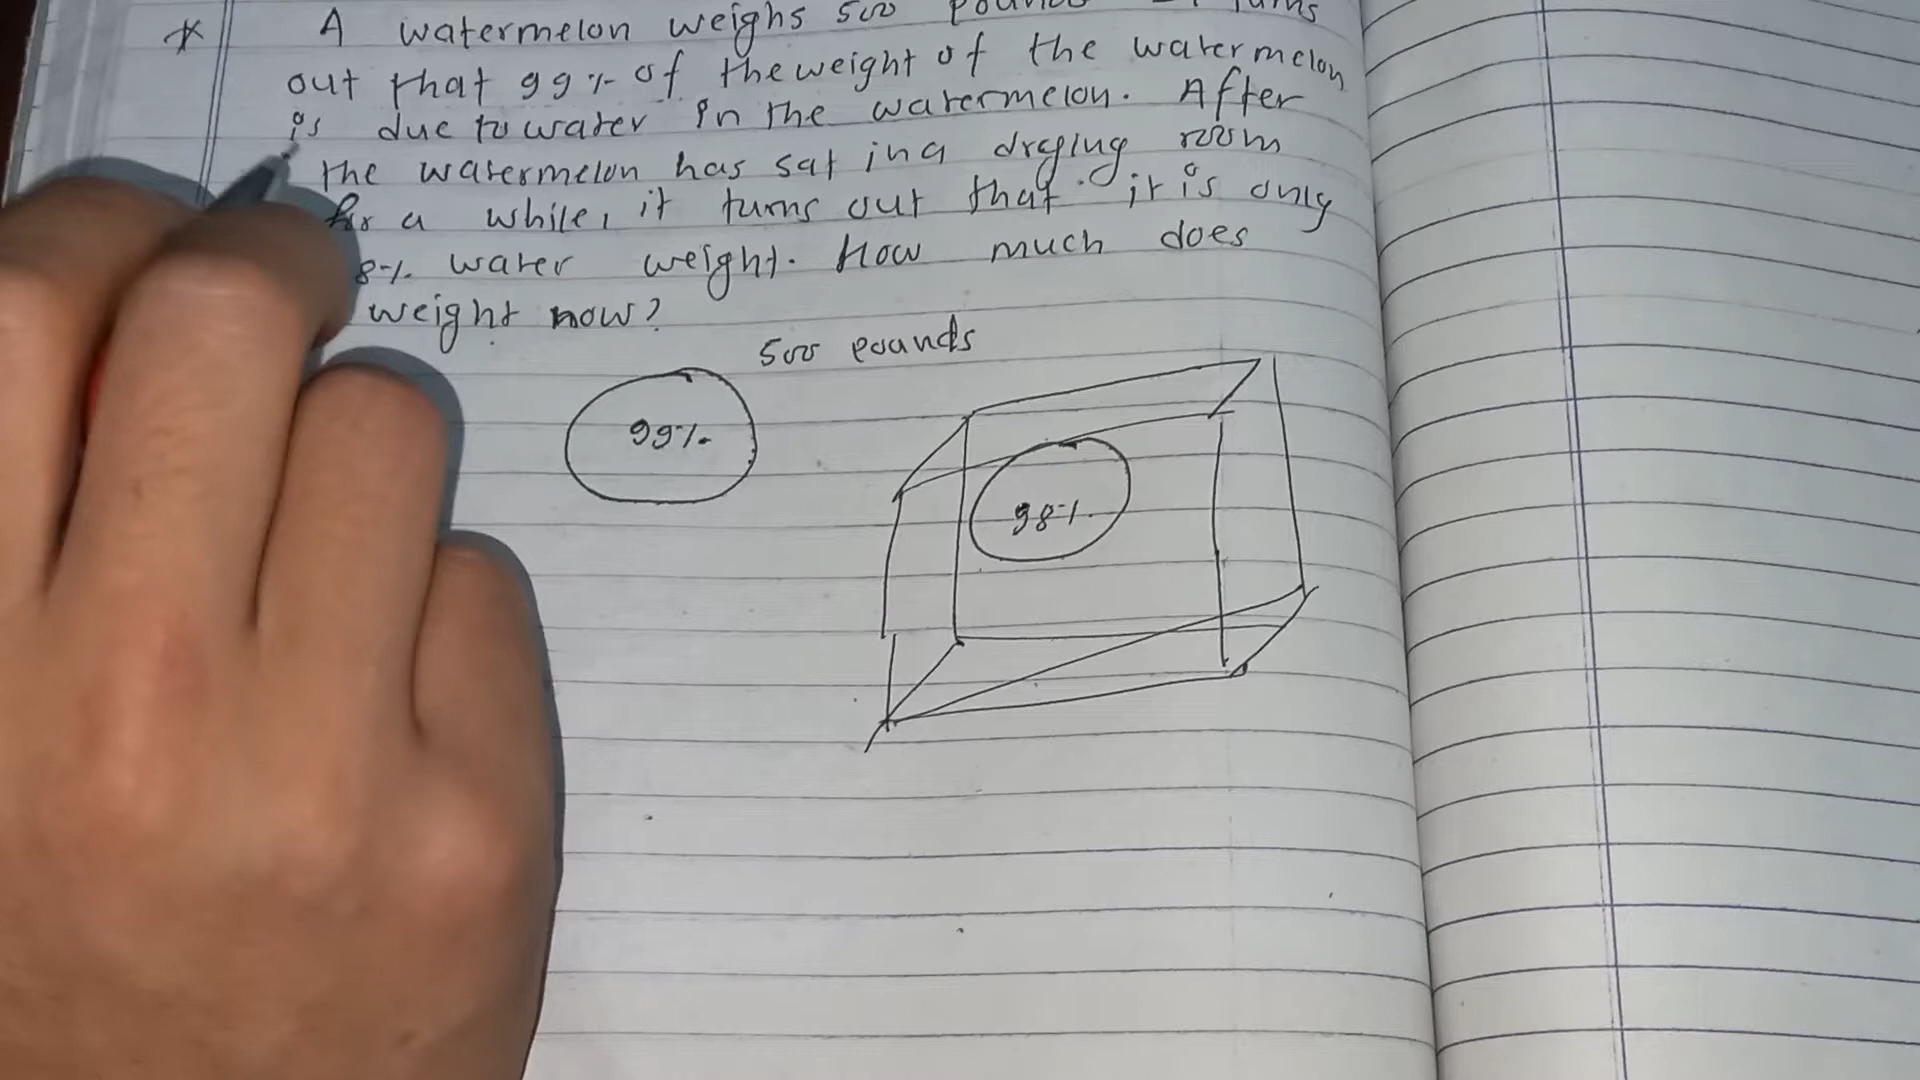 A watermelon weighs 500 pounds
out that 99% of the weight of the watermelon
is due to water in the watermelon. After
the watermelon has sat in a drying room
for a while, it turns out that it is only
8% water weight. How much does
weight now?
500 pounds
99%
98%